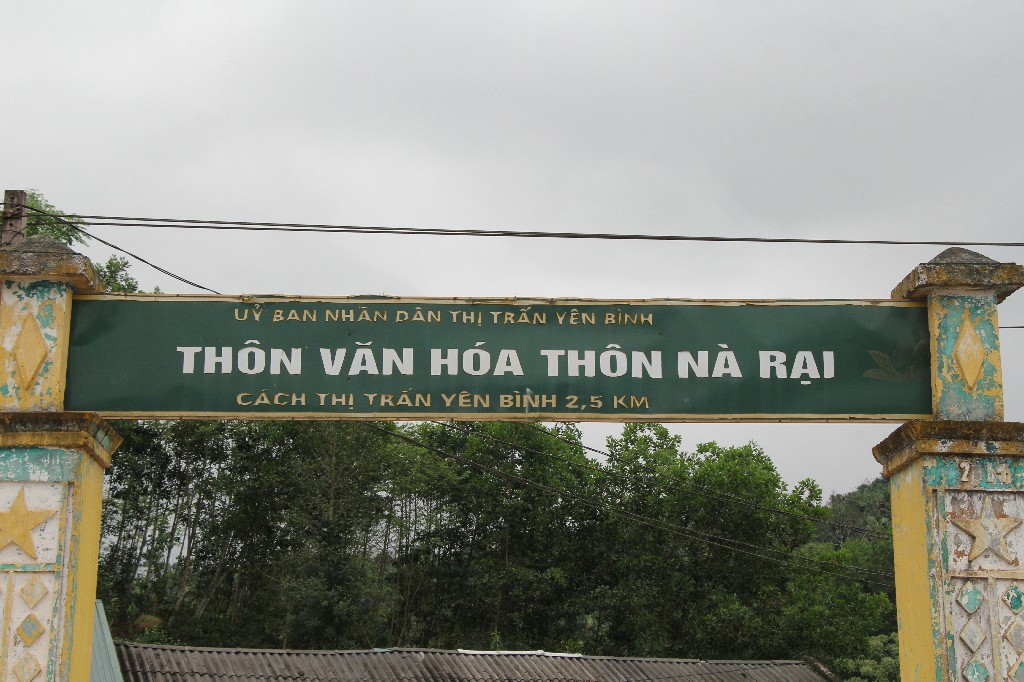 UỶ BAN NHÂN DÂN THỊ TRẤN YÊN BÌNH
THÔN VĂN HÓA THÔN NÀ RẠI
CÁCH THỊ TRẤN YÊN BÌNH 2,5 KM